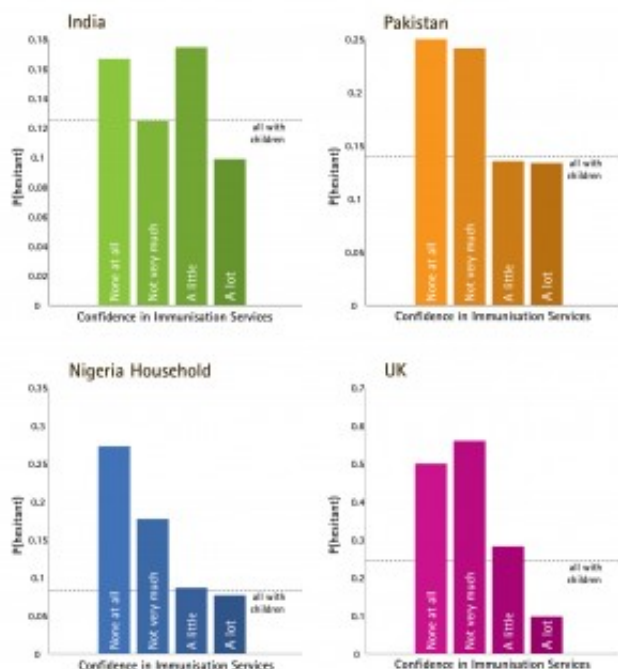 India
0.18
0.16
0.14
0.12
0.1
0.08
0.06
0.04
0.02
0
P(hesitant)
all with
children
None at all
Not very much
A little
A lot
Confidence in Immunisation Services
Pakistan
0.25
0.2
0.15
0.1
0.05
0
P(hesitant)
all with
children
None at all
Not very much
A little
A lot
Confidence in Immunisation Services
Nigeria Household
0.35
0.3
0.25
0.2
0.15
0.1
0.05
0
P(hesitant)
all with
children
None at all
Not very much
A little
A lot
Confidence in Immunisation Services
UK
0.7
0.6
0.5
0.4
0.3
0.2
0.1
0
P(hesitant)
all with
children
None at all
Not very much
A little
A lot
Confidence in Immunisation Services